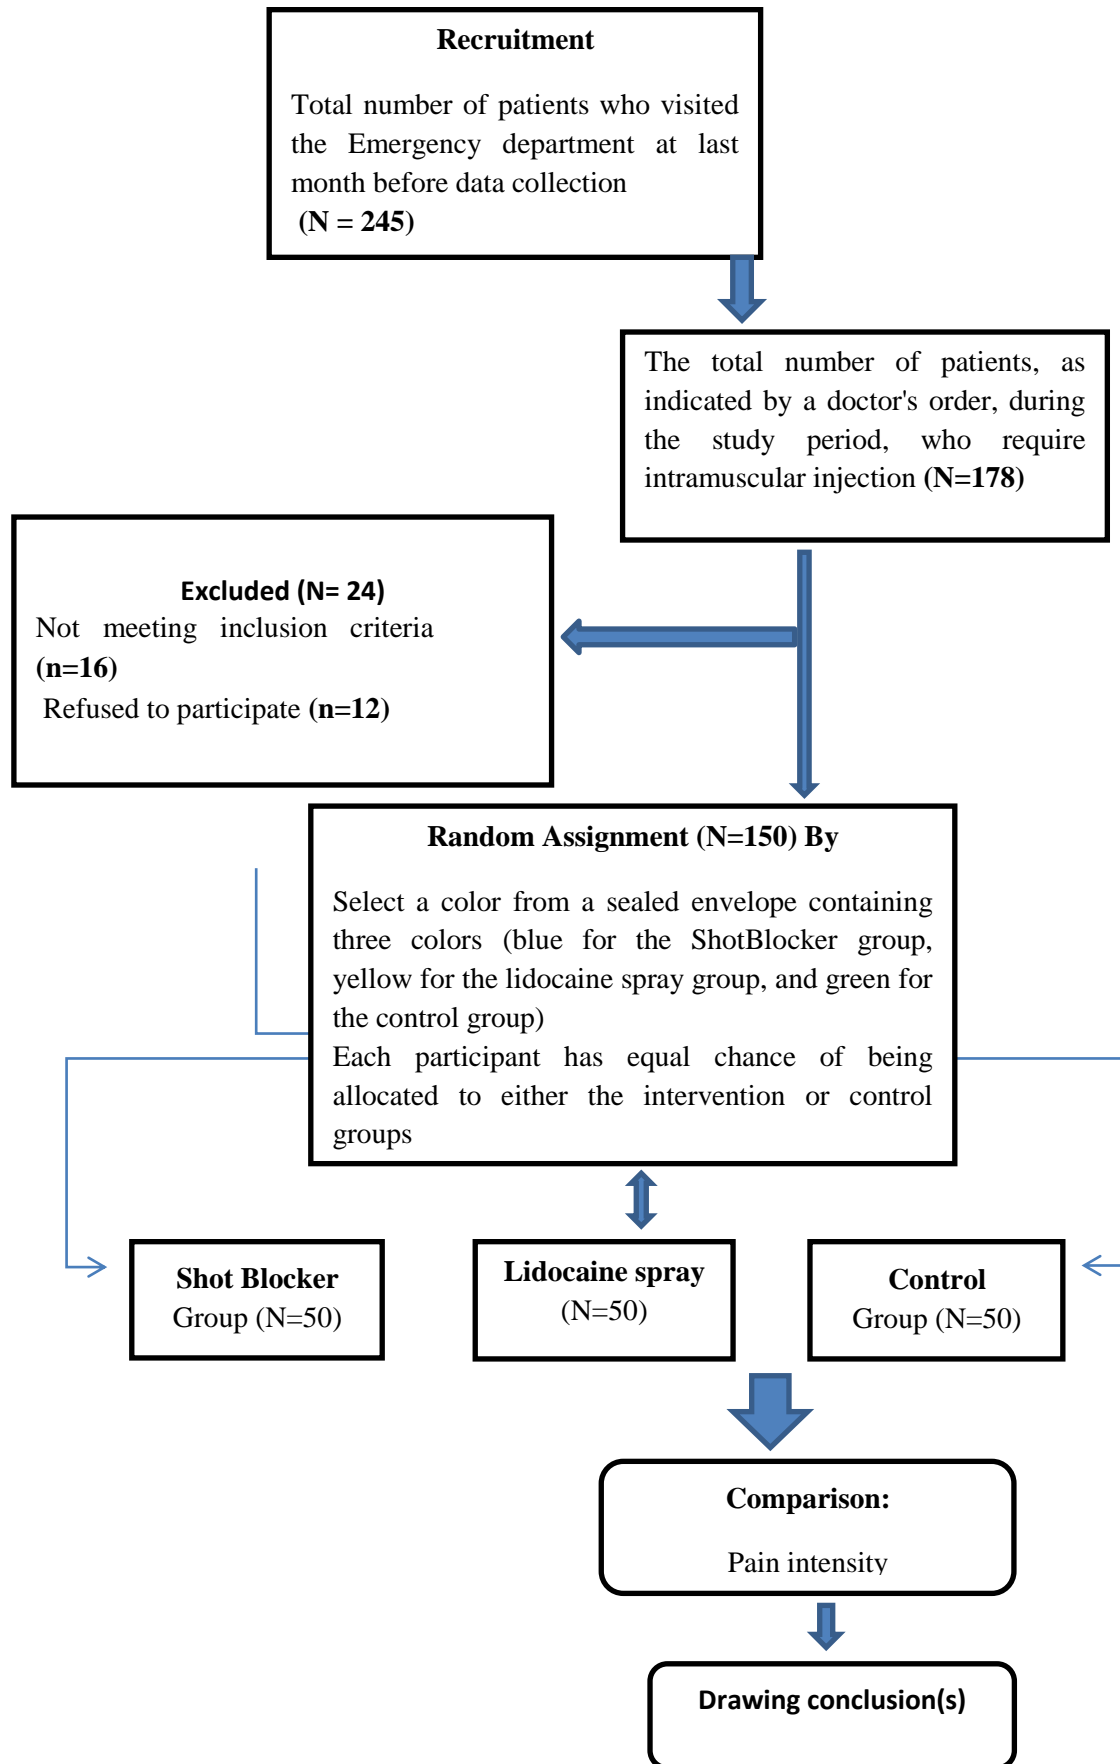 Recruitment
Total number of patients who visited
the Emergency department at last
month before data collection
(N = 245)
The total number of patients, as
indicated by a doctor's order, during
the study period, who require
intramuscular injection (N=178)
Excluded (N= 24)
Not meeting inclusion criteria
(n=16)
Refused to participate (n=12)
Random Assignment (N=150) By
Select a color from a sealed envelope containing
three colors (blue for the ShotBlocker group,
yellow for the lidocaine spray group, and green for
the control group)
Each participant has equal chance of being
allocated to either the intervention or control
groups
Shot Blocker
Group (N=50)
Lidocaine spray
(N=50)
Control
Group (N=50)
Comparison:
Pain intensity
Drawing conclusion(s)